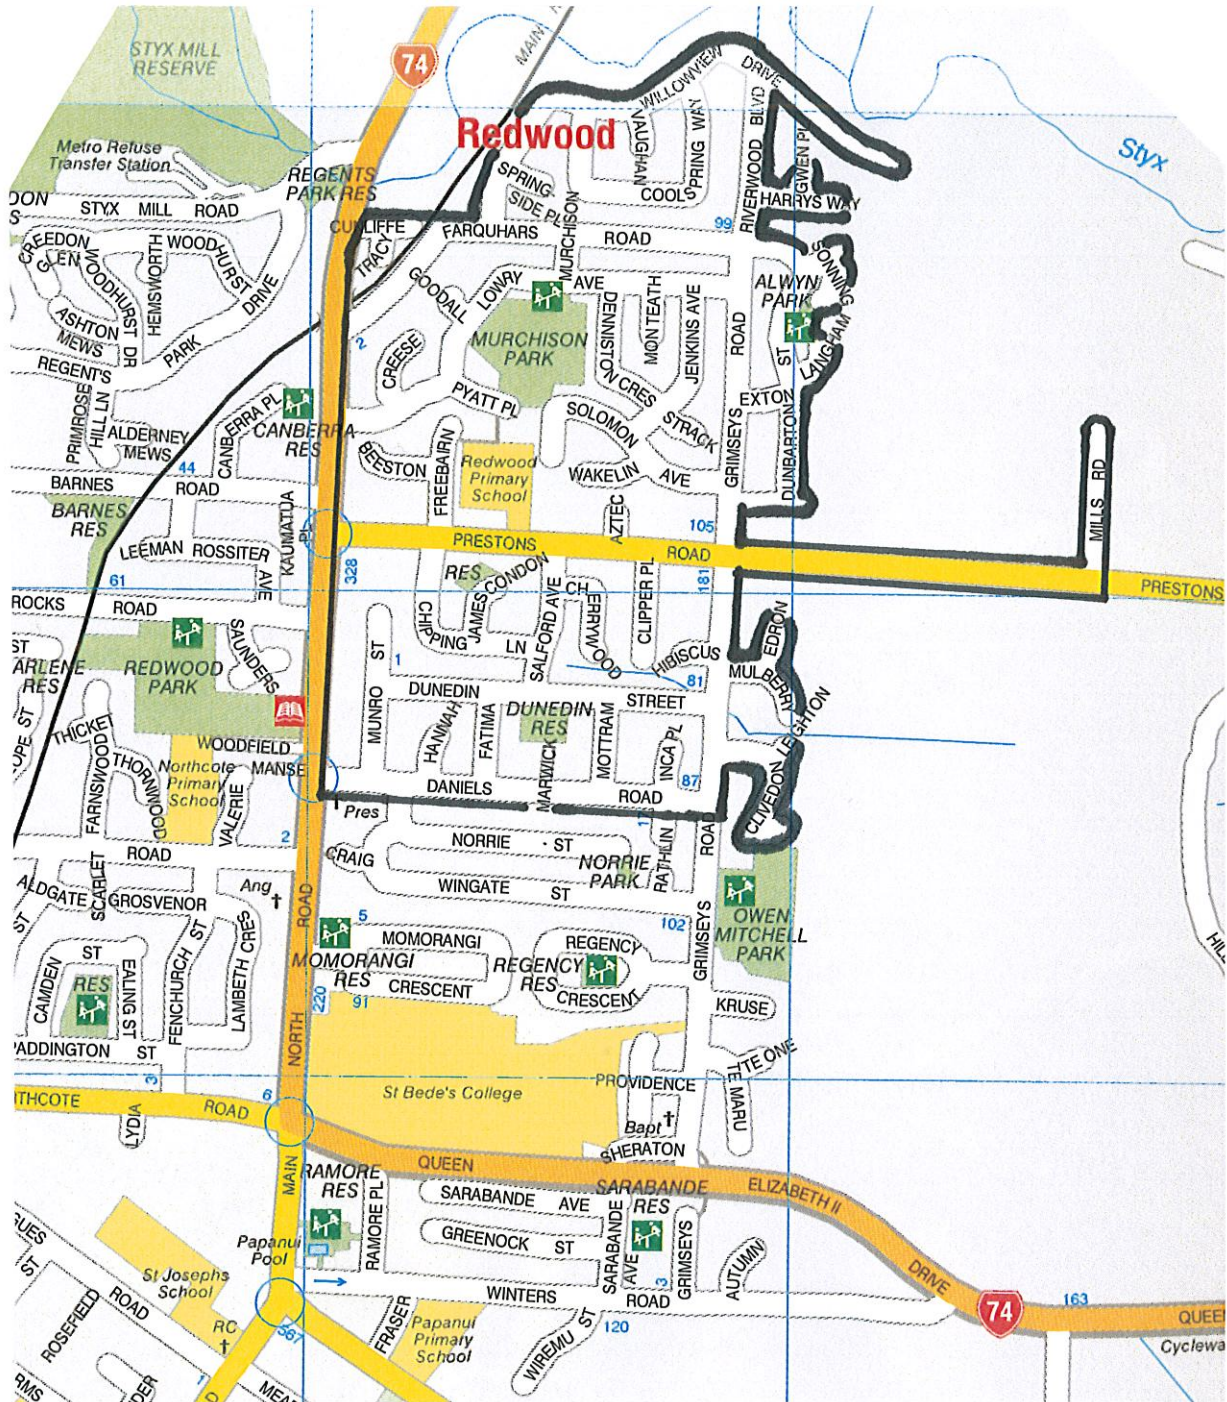 STYX MILL
RESERVE
74
MAIN
WILLOWVIEW
DRIVE
Redwood
Styx
Metro Refuse
Transfer Station
REGENTS
PARK RES
SPRING
SIDE PL
VAUGHAN
COOLSPRING WAY
RIVERWOOD BLVD
GWEN PL
HARRYS WAY
STYX MILL ROAD
CUNLIFFE
TRACY
FARQUHARS
ROAD
MURCHISON
99
SONNING
CREEDON
GLEN
WOODHURST DR
HEMSWORTH
WOODHURST
DRIVE
PARK
GOODALL
LOWRY
AVE
DENNISTON CRES
MONTEATH
JENKINS AVE
ROAD
ALWYN
PARK
ST
LANGHAM
ASHTON
MEWS
REGENT'S
2
CREESE
MURCHISON
PARK
EXTON
PRIMROSE
HILL LN
ALDERNEY
MEWS
CANBERRA PL
CANBERRA
RES
PYATT PL
SOLOMON
AVE
STRACK
GRIMSEYS
DUNBARTON
BEESTON
FREEBAIRN
Redwood
Primary
School
WAKELIN
MILLS RD
44
BARNES
ROAD
BARNES
RES
KAUMATUA
PL
AZTEC
105
PRESTONS
ROAD
PRESTONS
LEEMAN
ROSSITER
AVE
61
328
RES
CONDON
JAMES
CHIPPING
LN
SALFORD AVE
CHERRYWOOD
CLIPPER PL
181
ROCKS
ROAD
SAUNDERS
REDWOOD
PARK
ST
ARLENE
RES
MUNRO
ST
1
HIBISCUS
81
MULBERRY
EDRON
LEIGHTON
DUNEDIN
STREET
HANNAH
FATIMA
DUNEDIN
RES
MARWICK
MOTTRAM
INCA PL
87
CLIVEDON
THICKET
FARNSWOOD
THORNWOOD
WOODFIELD
Northcote
Primary
School
MANSE
VALERIE
DANIELS
ROAD
Pres
17
2
ROAD
CRAIG
NORRIE ST
NORRIE
PARK
RATHLIN
ROAD
WINGATE ST
Ang
ALDGATE
SCARLET
GROSVENOR
ST
OWEN
MITCHELL
PARK
GRIMSEYS
102
5
MOMORANGI
MOMORANGI
RES
CRESCENT
91
220
REGENCY
REGENCY
RES
CRESCENT
KRUSE
CAMDEN
ST
RES
EALING ST
FENCHURCH ST
LAMBETH CRES
ROAD
NORTH
PADDINGTON ST
3
St Bede's College
PROVIDENCE
TE ONE
TE MARU
Bapt
SHERATON
ROAD
6
LYDIA
MAIN
QUEEN
ELIZABETH II
DRIVE
RAMORE
RES
RAMORE PL
SARABANDE
AVE
SARABANDE
RES
GREENOCK ST
SARABANDE
AVE
GRIMSEYS
3
AUTUMN
Papanui
Pool
St Josephs
School
RC
WINTERS
ROAD
74
163
QUEEN
Cyclewa
ST
ROSEFIELD
ROAD
567
FRASER
Papanui
Primary
School
WIREMU ST
120
1